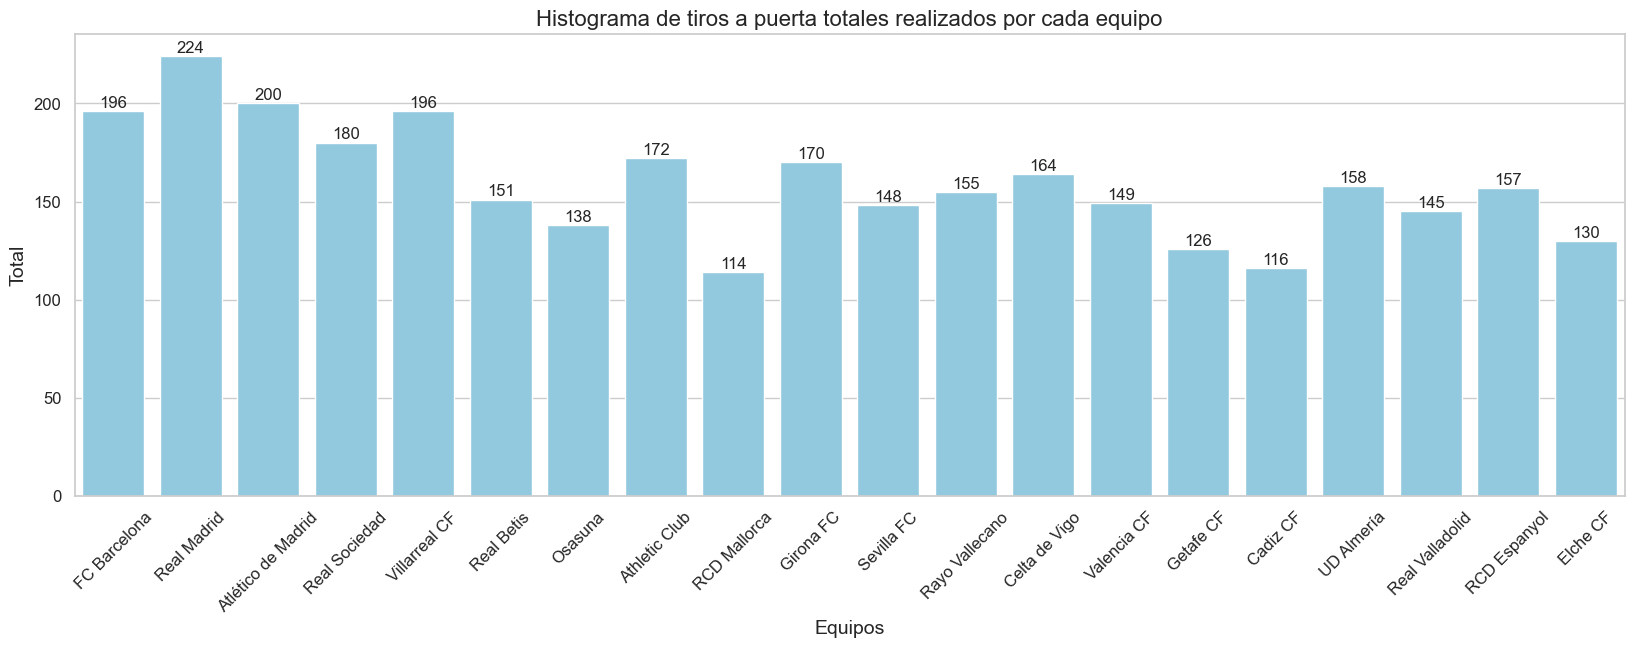 Histograma de tiros a puerta totales realizados por cada equipo
Total
200
150
100
50
0
196
224
200
180
196
151
138
172
114
170
148
155
164
149
126
116
158
145
157
130
FC Barcelona
Real Madrid
Atlético de Madrid
Real Sociedad
Villarreal CF
Real Betis
Osasuna
Athletic Club
RCD Mallorca
Girona FC
Sevilla FC
Rayo Vallecano
Celta de Vigo
Valencia CF
Getafe CF
Cadiz CF
UD Almería
Real Valladolid
RCD Espanyol
Elche CF
Equipos